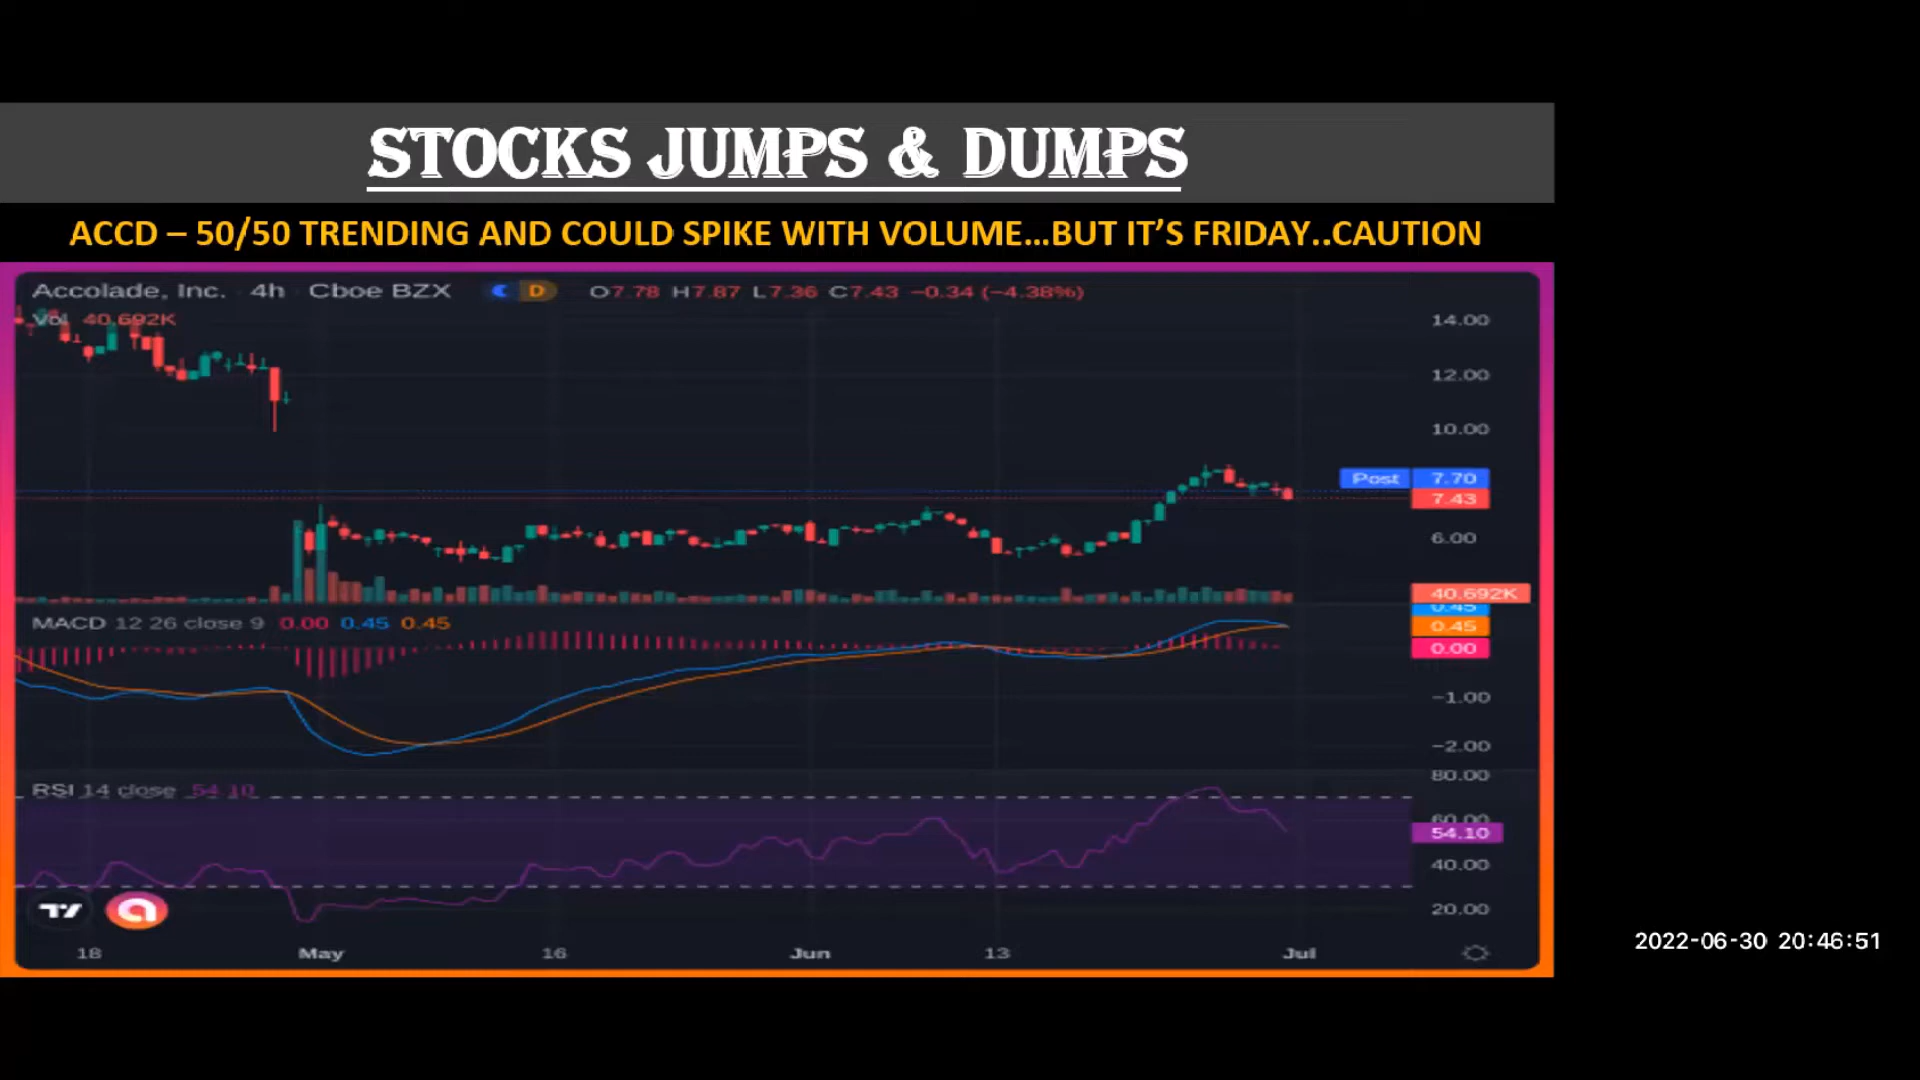 STOCKS JUMPS & DUMPS
ACCD – 50/50 TRENDING AND COULD SPIKE WITH VOLUME...BUT IT'S FRIDAY..CAUTION
Accolade, Inc. 4h Cboe BZX D O7.78 H7.87 L7.36 C7.43 −0.34 (−4.38%)
Vol 40.692K
14.00
12.00
10.00
Post 7.70
7.43
6.00
40.692K
0.45
MACD 12 26 close 9 0.00 0.45 0.45
0.45
0.00
−1.00
−2.00
80.00
RSI 14 close 54.10
60.00
54.10
40.00
20.00
18 May 16 Jun 13 Jul
2022-06-30 20:46:51